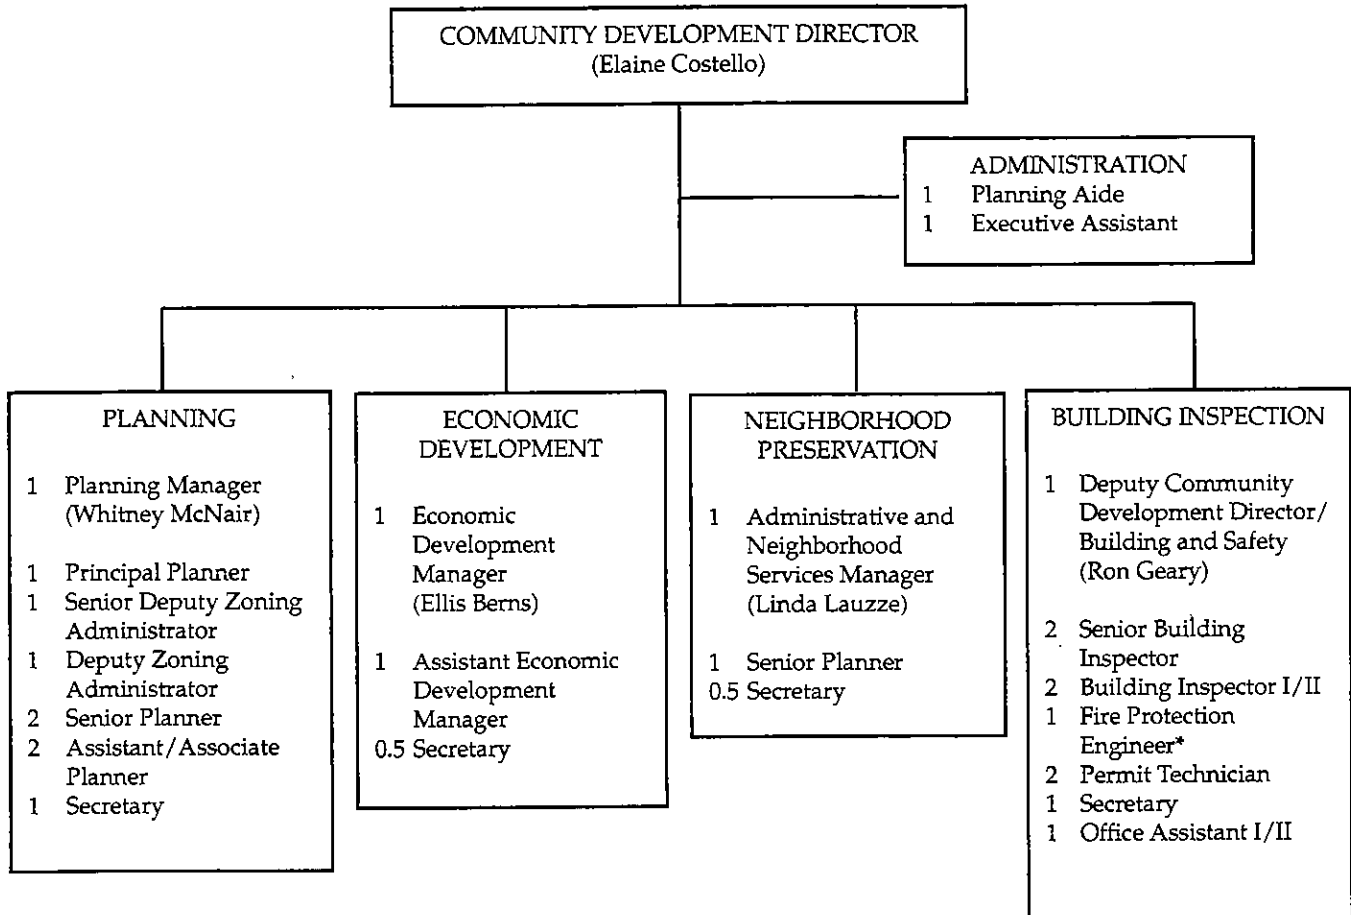 COMMUNITY DEVELOPMENT DIRECTOR
(Elaine Costello)
ADMINISTRATION
1 Planning Aide
1 Executive Assistant
PLANNING
1 Planning Manager
(Whitney McNair)
1 Principal Planner
1 Senior Deputy Zoning
Administrator
1 Deputy Zoning
Administrator
2 Senior Planner
2 Assistant/Associate
Planner
1 Secretary
ECONOMIC
DEVELOPMENT
1 Economic
Development
Manager
(Ellis Berns)
1 Assistant Economic
Development
Manager
0.5 Secretary
NEIGHBORHOOD
PRESERVATION
1 Administrative and
Neighborhood
Services Manager
(Linda Lauzze)
1 Senior Planner
0.5 Secretary
BUILDING INSPECTION
1 Deputy Community
Development Director/
Building and Safety
(Ron Geary)
2 Senior Building
Inspector
2 Building Inspector I/II
1 Fire Protection
Engineer*
2 Permit Technician
1 Secretary
1 Office Assistant I/II